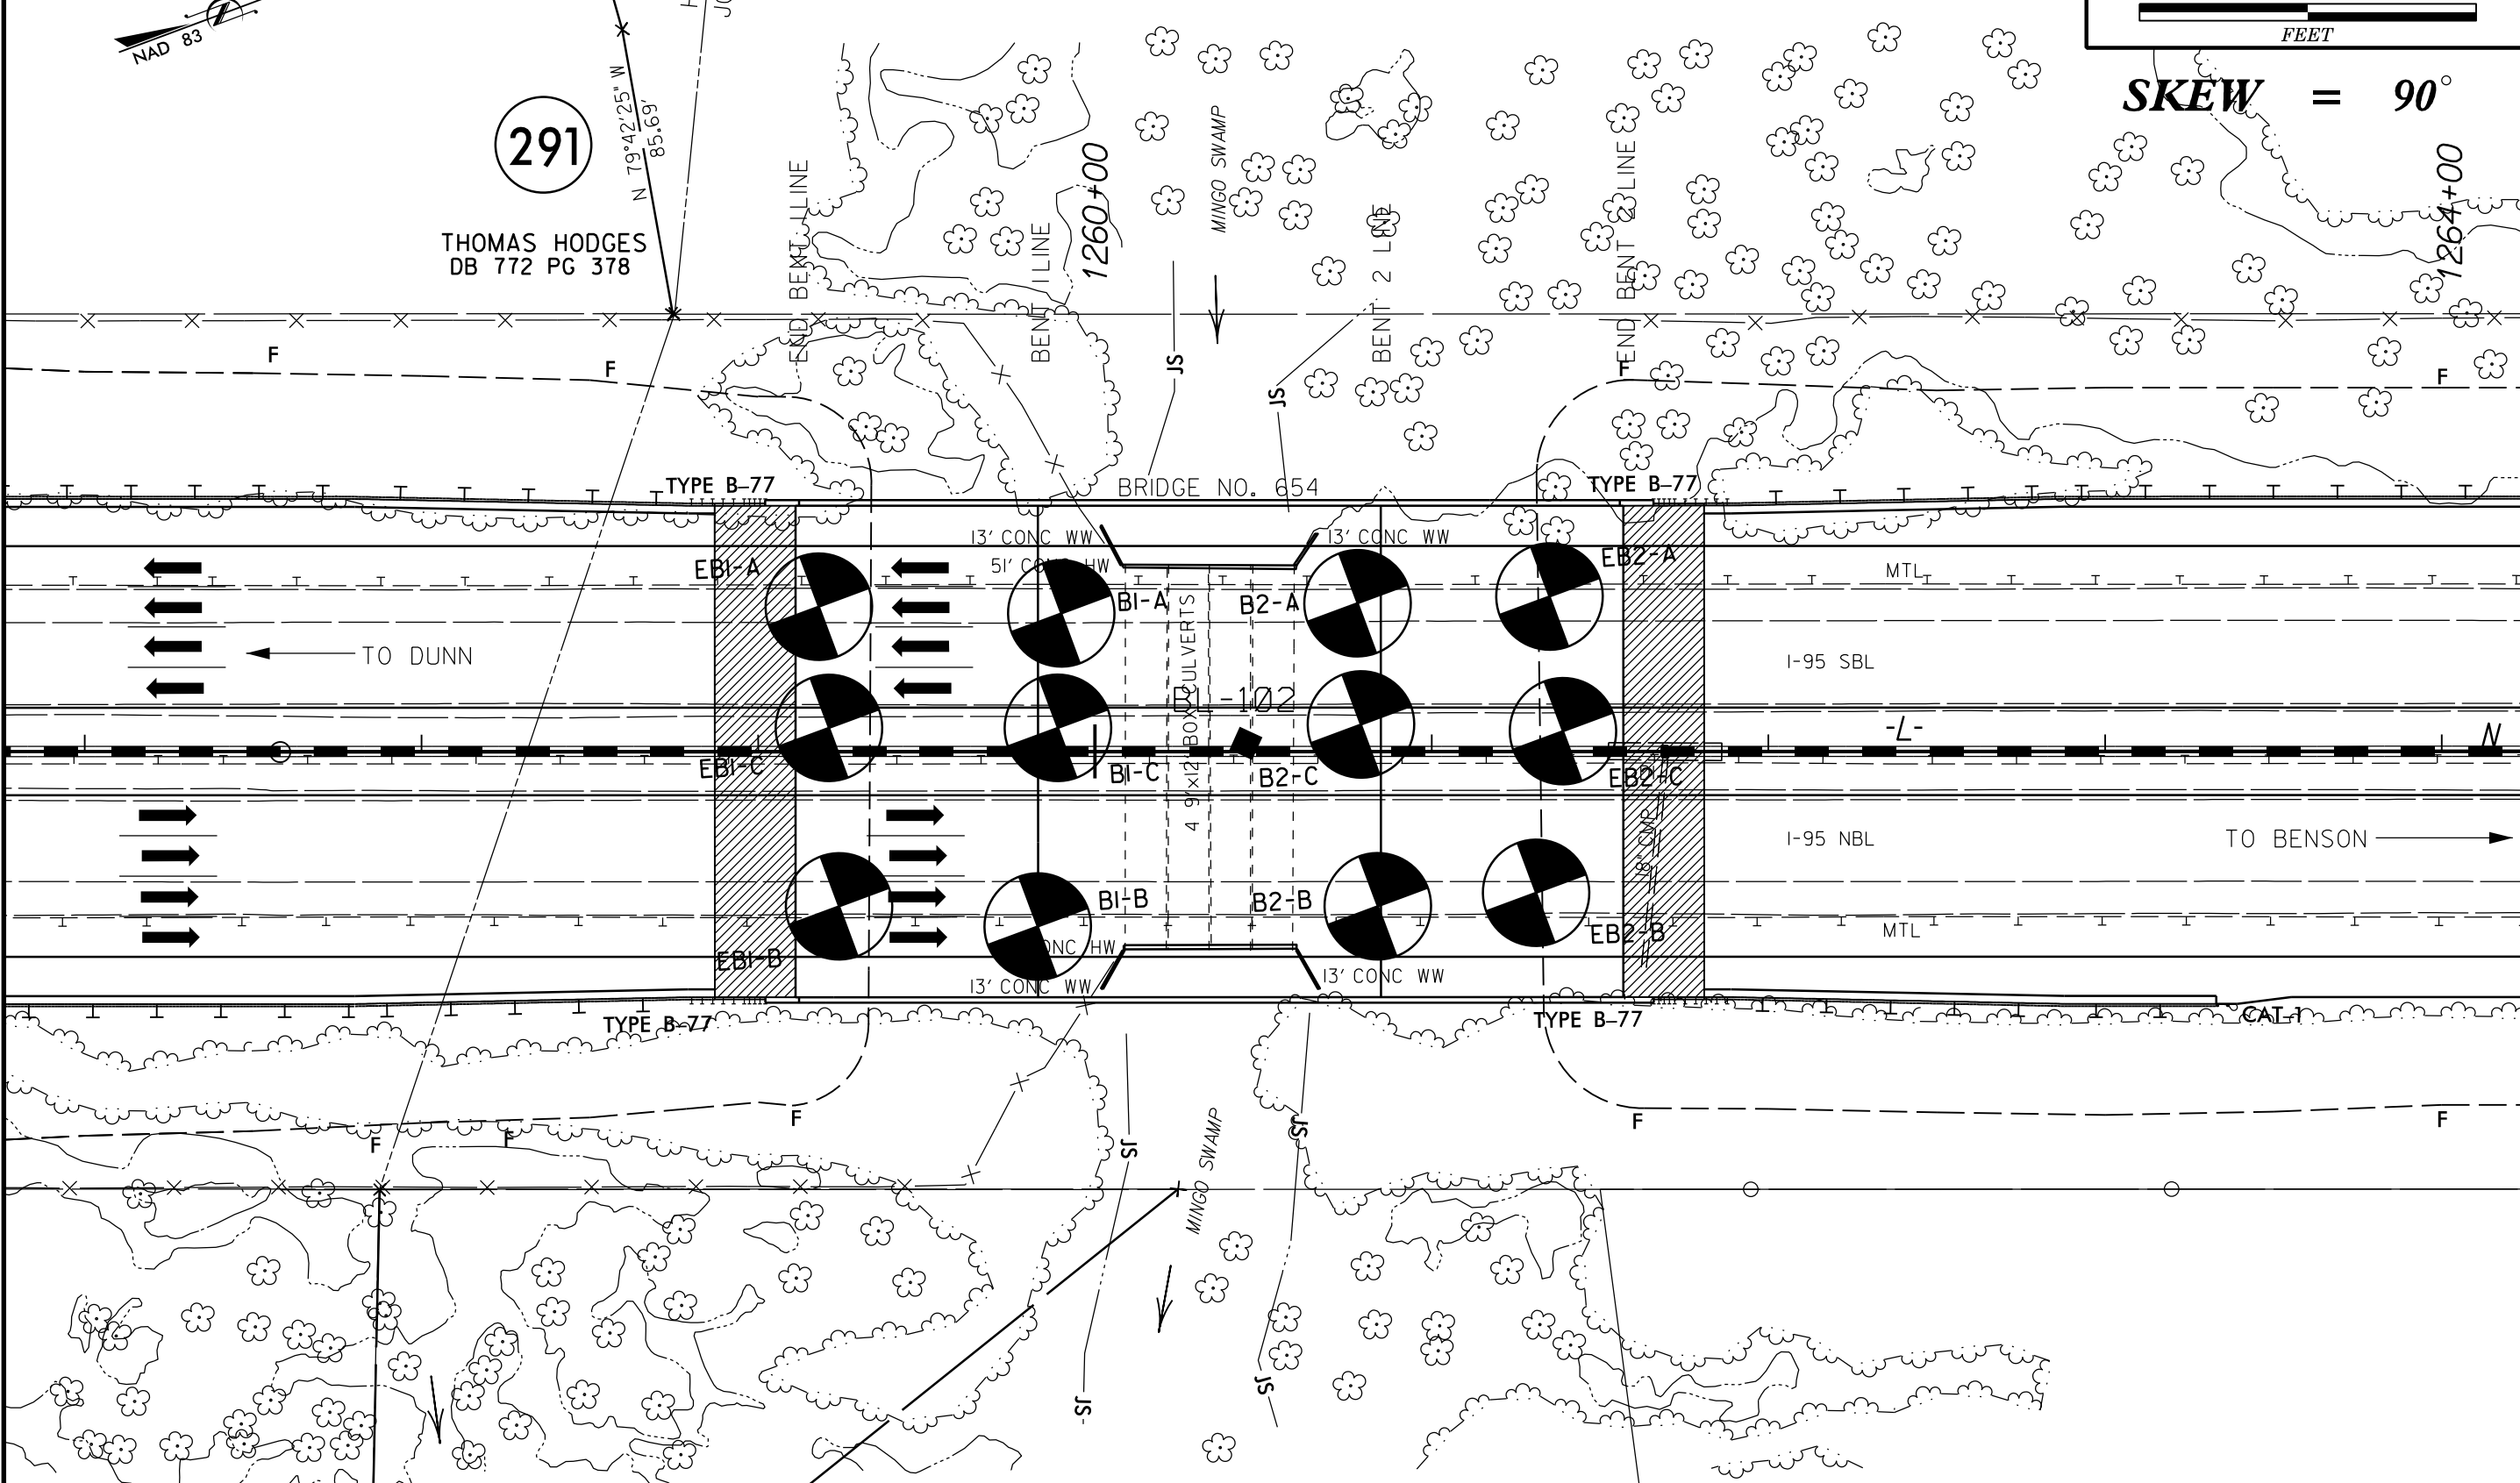 NAD 83
FEET
SKEW = 90°
291
N 79°42'25" W
85.69'
THOMAS HODGES
DB 772 PG 378
END BENT 1 LINE
BENT 1 LINE
1260+00
MINGO SWAMP
BENT 2 LINE
END BENT 2 LINE
1264+00
F
F
F
F
JS
JS
TYPE B-77
BRIDGE NO. 654
TYPE B-77
13' CONC WW
13' CONC WW
51' CONC HW
EB1-A
B1-A
B2-A
EB2-A
MTL
TO DUNN
4 9'x12' BOX CULVERTS
I-95 SBL
BL-102
-L-
N
EB1-C
B1-C
B2-C
EB2-C
18" CMP
I-95 NBL
TO BENSON
B1-B
B2-B
EB2-B
MTL
CONC HW
EB1-B
13' CONC WW
13' CONC WW
TYPE B-77
TYPE B-77
CAT-1
F
F
F
F
F
JS
JS
MINGO SWAMP
JS
JS